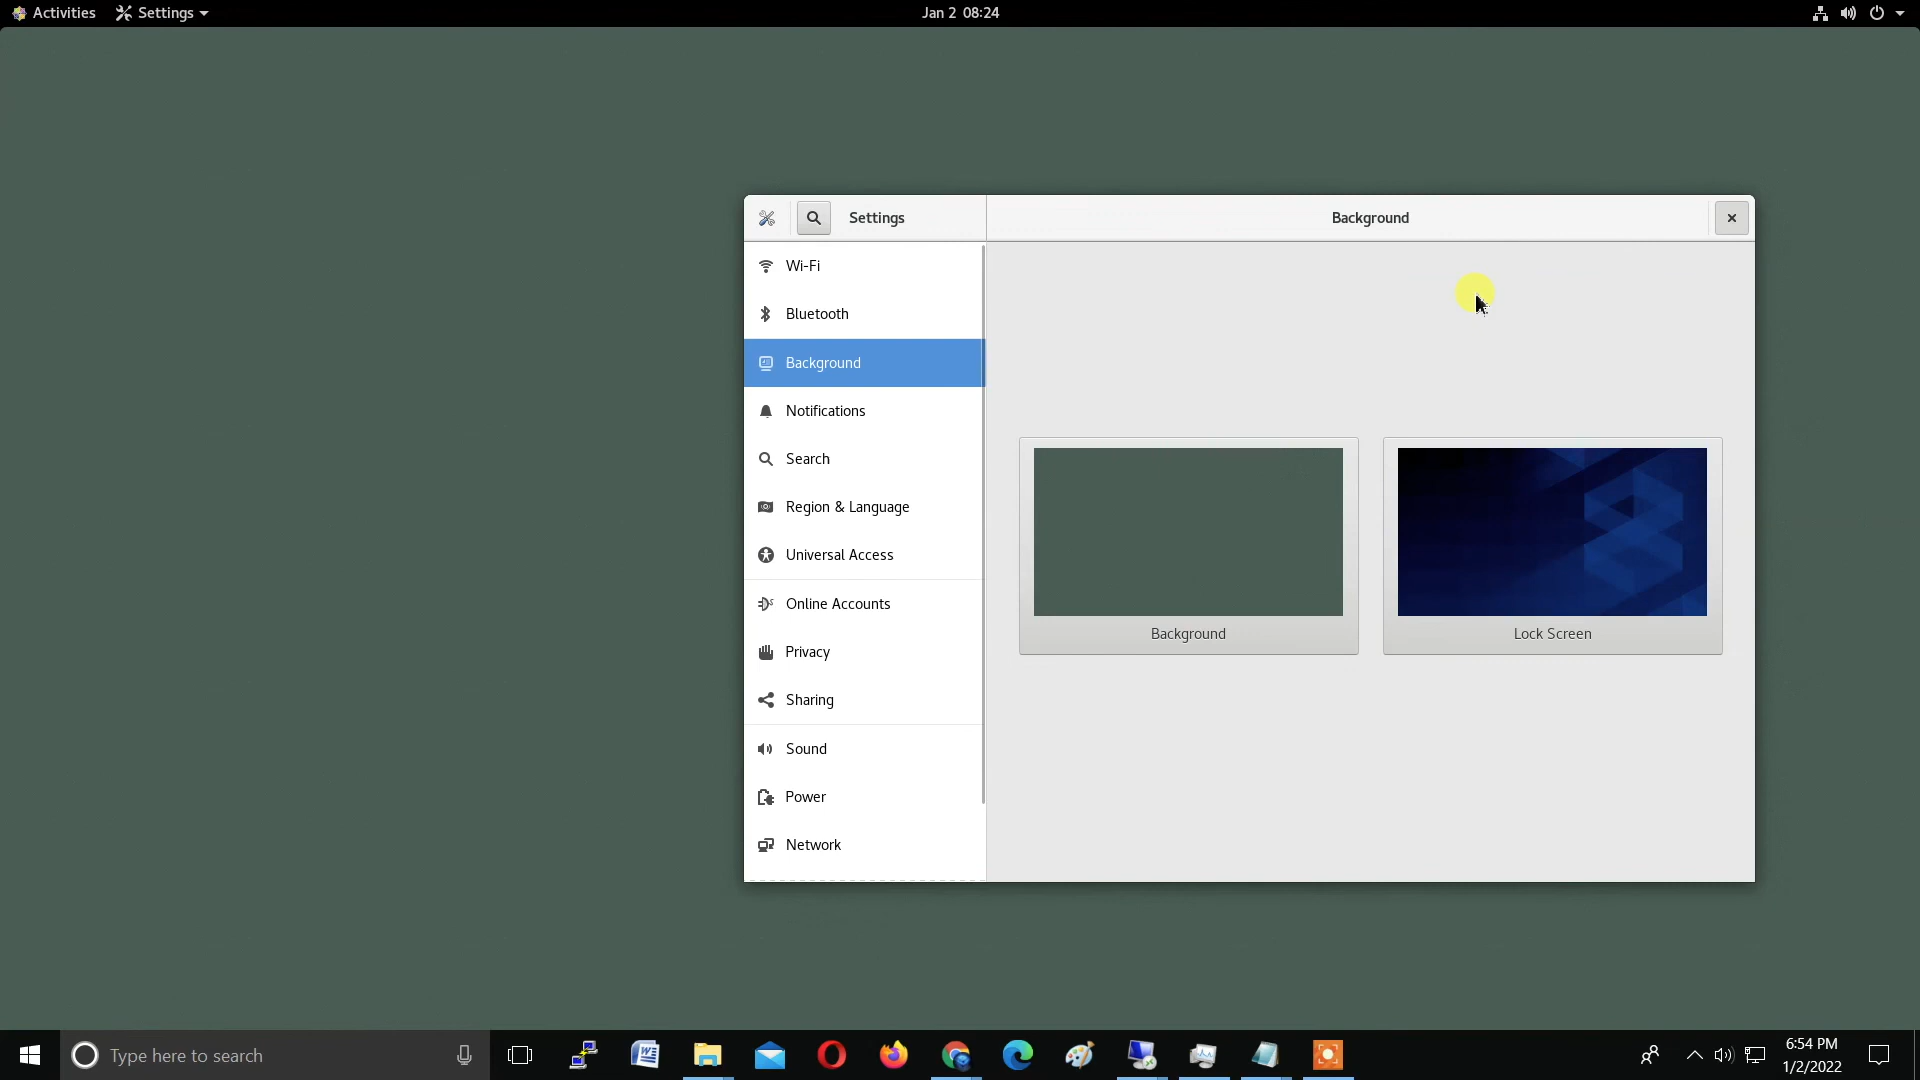 Activities
Settings
Jan 2 08:24
Settings
Background
Wi-Fi
Bluetooth
Background
Notifications
Search
Region & Language
Universal Access
Online Accounts
Privacy
Sharing
Sound
Power
Network
Background
Lock Screen
Type here to search
6:54 PM
1/2/2022